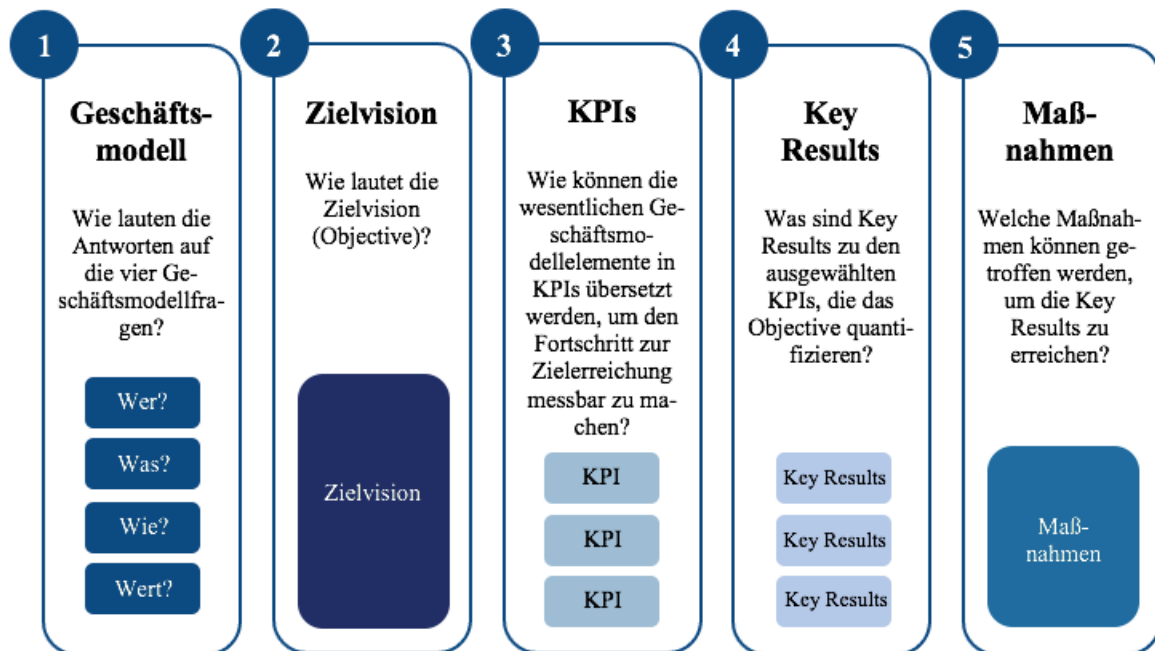 1
Geschäfts-
modell
Wie lauten die
Antworten auf
die vier Ge-
schäftsmodellfra-
gen?
Wer?
Was?
Wie?
Wert?
2
Zielvision
Wie lautet die
Zielvision
(Objective)?
Zielvision
3
KPIs
Wie können die
wesentlichen Ge-
schäftsmo-
dellelemente in
KPIs übersetzt
werden, um den
Fortschritt zur
Zielerreichung
messbar zu ma-
chen?
KPI
KPI
KPI
4
Key
Results
Was sind Key
Results zu den
ausgewählten
KPIs, die das
Objective quanti-
fizieren?
Key Results
Key Results
Key Results
5
Maß-
nahmen
Welche Maßnah-
men können ge-
troffen werden,
um die Key
Results zu
erreichen?
Maß-
nahmen